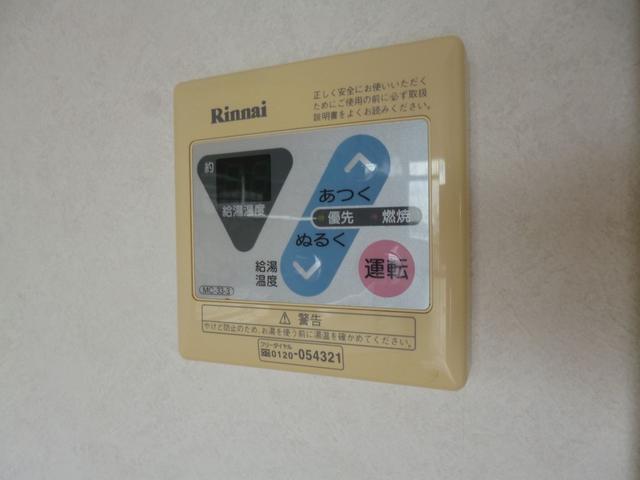 Rinnai
正しく安全にお使いいただく
ためにご使用の前に必ず取扱
説明書をよくお読みください。
約
給湯温度
あつく
優先 燃焼
ぬるく
給湯
温度
運転
MC-33-3
⚠ 警告
やけど防止のため、お湯を使う前に湯温を確かめてください。
フリーダイヤル
0120-054321